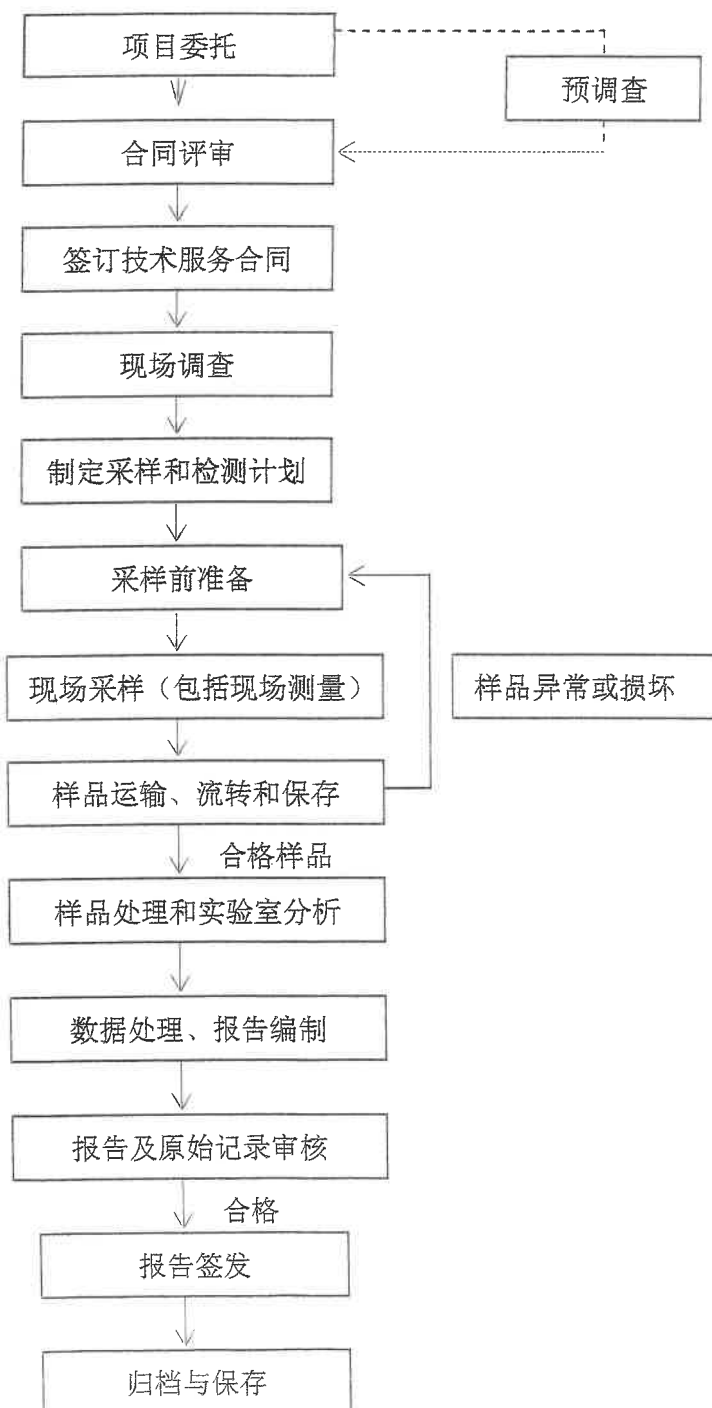 项目委托
预调查
合同评审
签订技术服务合同
现场调查
制定采样和检测计划
采样前准备
现场采样（包括现场测量）
样品异常或损坏
样品运输、流转和保存
合格样品
样品处理和实验室分析
数据处理、报告编制
报告及原始记录审核
合格
报告签发
归档与保存